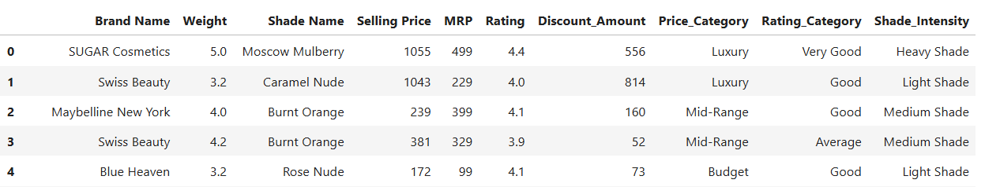 Brand Name Weight Shade Name Selling Price MRP Rating Discount_Amount Price_Category Rating_Category Shade_Intensity
0 SUGAR Cosmetics 5.0 Moscow Mulberry 1055 499 4.4 556 Luxury Very Good Heavy Shade
1 Swiss Beauty 3.2 Caramel Nude 1043 229 4.0 814 Luxury Good Light Shade
2 Maybelline New York 4.0 Burnt Orange 239 399 4.1 160 Mid-Range Good Medium Shade
3 Swiss Beauty 4.2 Burnt Orange 381 329 3.9 52 Mid-Range Average Medium Shade
4 Blue Heaven 3.2 Rose Nude 172 99 4.1 73 Budget Good Light Shade